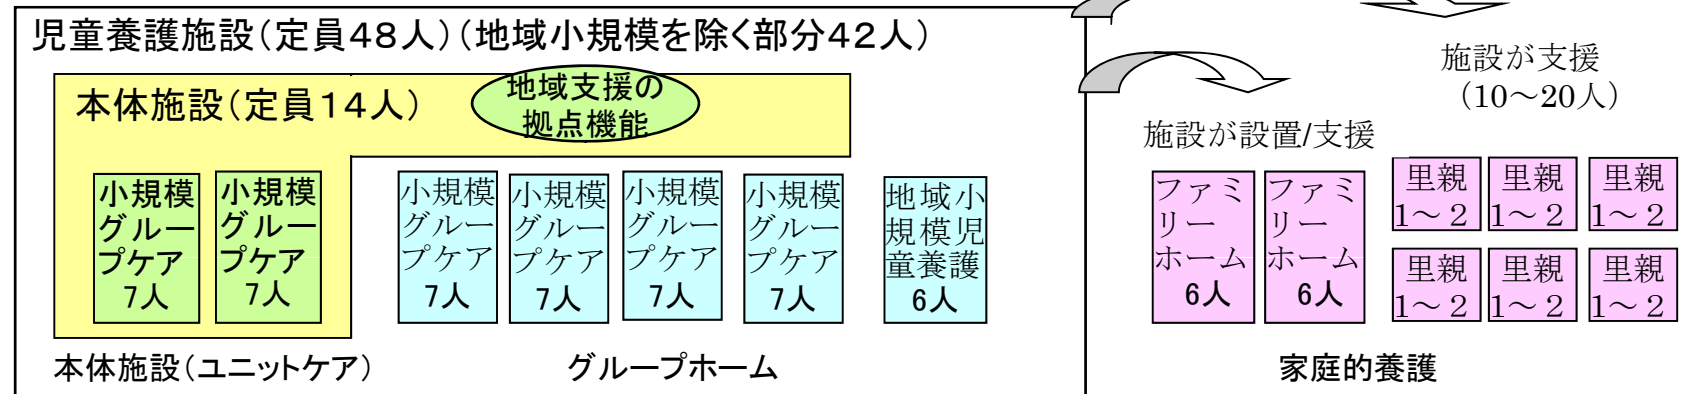 児童養護施設（定員４８人）（地域小規模を除く部分４２人）
本体施設（定員１４人）
地域支援の
拠点機能
小規模
グルー
プケア
7人
小規模
グルー
プケア
7人
小規模
グルー
プケア
7人
小規模
グルー
プケア
7人
小規模
グルー
プケア
7人
小規模
グルー
プケア
7人
地域小
規模児
童養護
6人
本体施設（ユニットケア）
グループホーム
施設が支援
（10～20人）
施設が設置/支援
ファミ
リー
ホーム
6人
ファミ
リー
ホーム
6人
里親
1～２
里親
1～２
里親
1～２
里親
1～２
里親
1～２
里親
1～２
家庭的養護